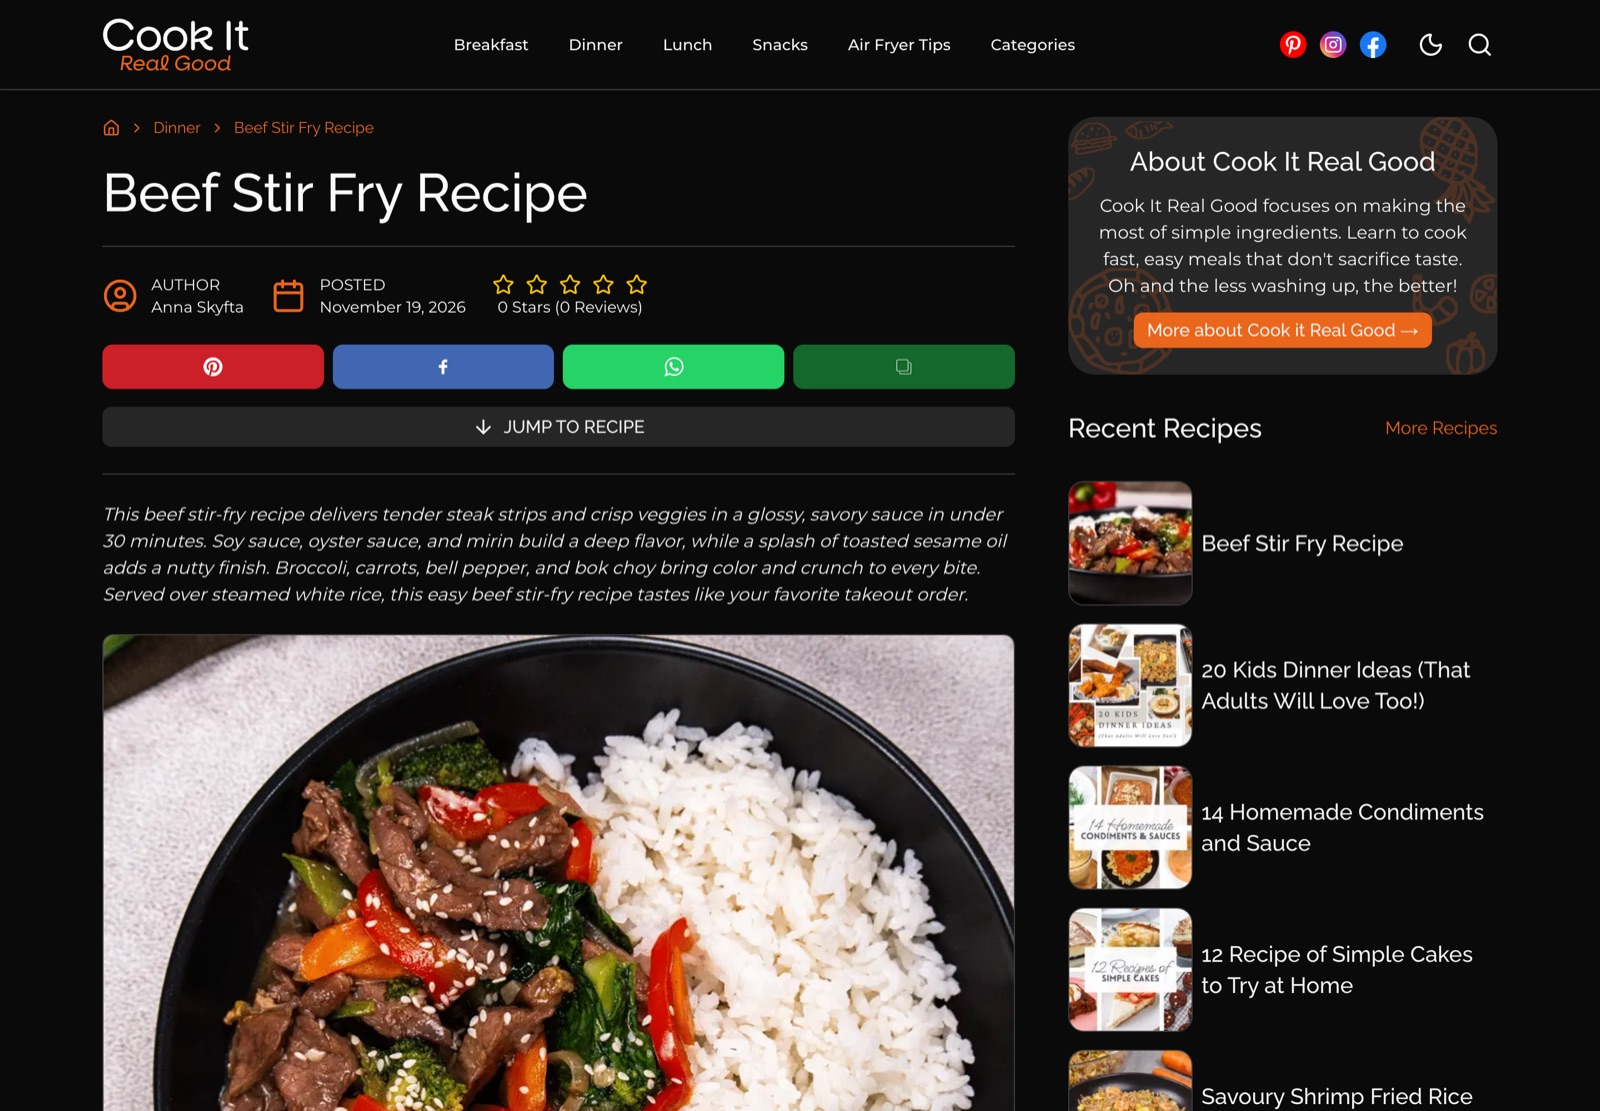 Cook It
Real Good
Breakfast
Dinner
Lunch
Snacks
Air Fryer Tips
Categories
Dinner
Beef Stir Fry Recipe
Beef Stir Fry Recipe
AUTHOR
Anna Skyfta
POSTED
November 19, 2026
0 Stars (0 Reviews)
↓ JUMP TO RECIPE
This beef stir-fry recipe delivers tender steak strips and crisp veggies in a glossy, savory sauce in under
30 minutes. Soy sauce, oyster sauce, and mirin build a deep flavor, while a splash of toasted sesame oil
adds a nutty finish. Broccoli, carrots, bell pepper, and bok choy bring color and crunch to every bite.
Served over steamed white rice, this easy beef stir-fry recipe tastes like your favorite takeout order.
About Cook It Real Good
Cook It Real Good focuses on making the
most of simple ingredients. Learn to cook
fast, easy meals that don't sacrifice taste.
Oh and the less washing up, the better!
More about Cook it Real Good →
Recent Recipes
More Recipes
Beef Stir Fry Recipe
20 KIDS
DINNER IDEAS
(That Adults Will Love Too!)
20 Kids Dinner Ideas (That
Adults Will Love Too!)
14 Homemade
CONDIMENTS & SAUCES
14 Homemade Condiments
and Sauce
12 Recipes of
SIMPLE CAKES
12 Recipe of Simple Cakes
to Try at Home
Savoury Shrimp Fried Rice